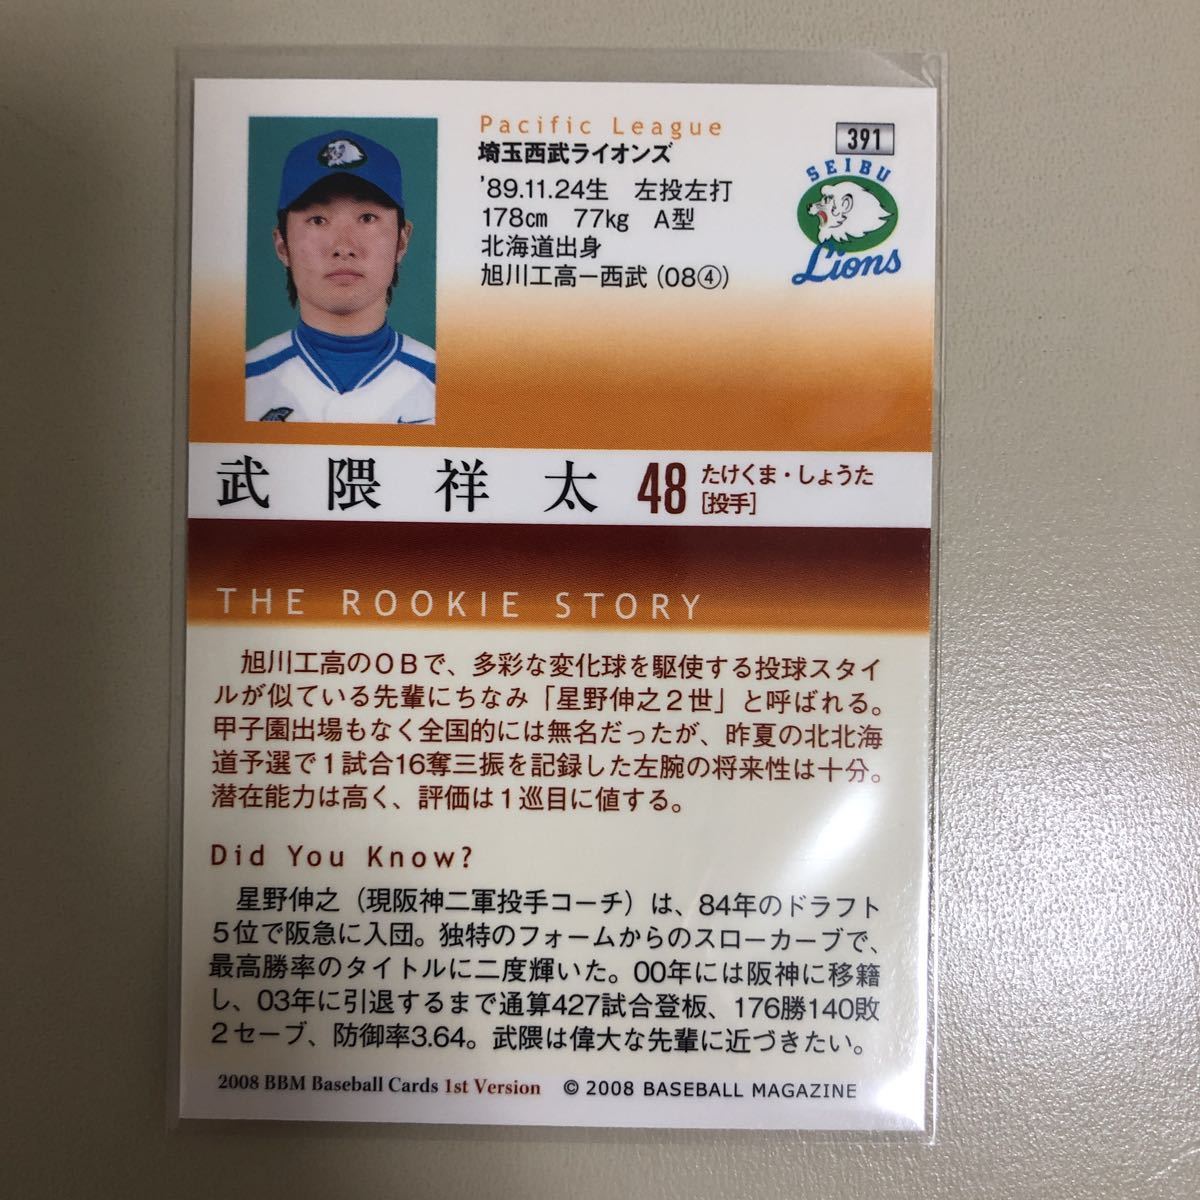 Pacific League
埼玉西武ライオンズ
'89.11.24生　左投左打
178cm　77kg　A型
北海道出身
旭川工高ー西武 (08④)
391
SEIBU
Lions
武隈祥太 48 たけくま・しょうた
[投手]
THE ROOKIE STORY
旭川工高のOBで、多彩な変化球を駆使する投球スタイ
ルが似ている先輩にちなみ「星野伸之2世」と呼ばれる。
甲子園出場もなく全国的には無名だったが、昨夏の北北海
道予選で1試合16奪三振を記録した左腕の将来性は十分。
潜在能力は高く、評価は1巡目に値する。
Did You Know?
星野伸之（現阪神二軍投手コーチ）は、84年のドラフト
5位で阪急に入団。独特のフォームからのスローカーブで、
最高勝率のタイトルに二度輝いた。00年には阪神に移籍
し、03年に引退するまで通算427試合登板、176勝140敗
2セーブ、防御率3.64。武隈は偉大な先輩に近づきたい。
2008 BBM Baseball Cards 1st Version © 2008 BASEBALL MAGAZINE